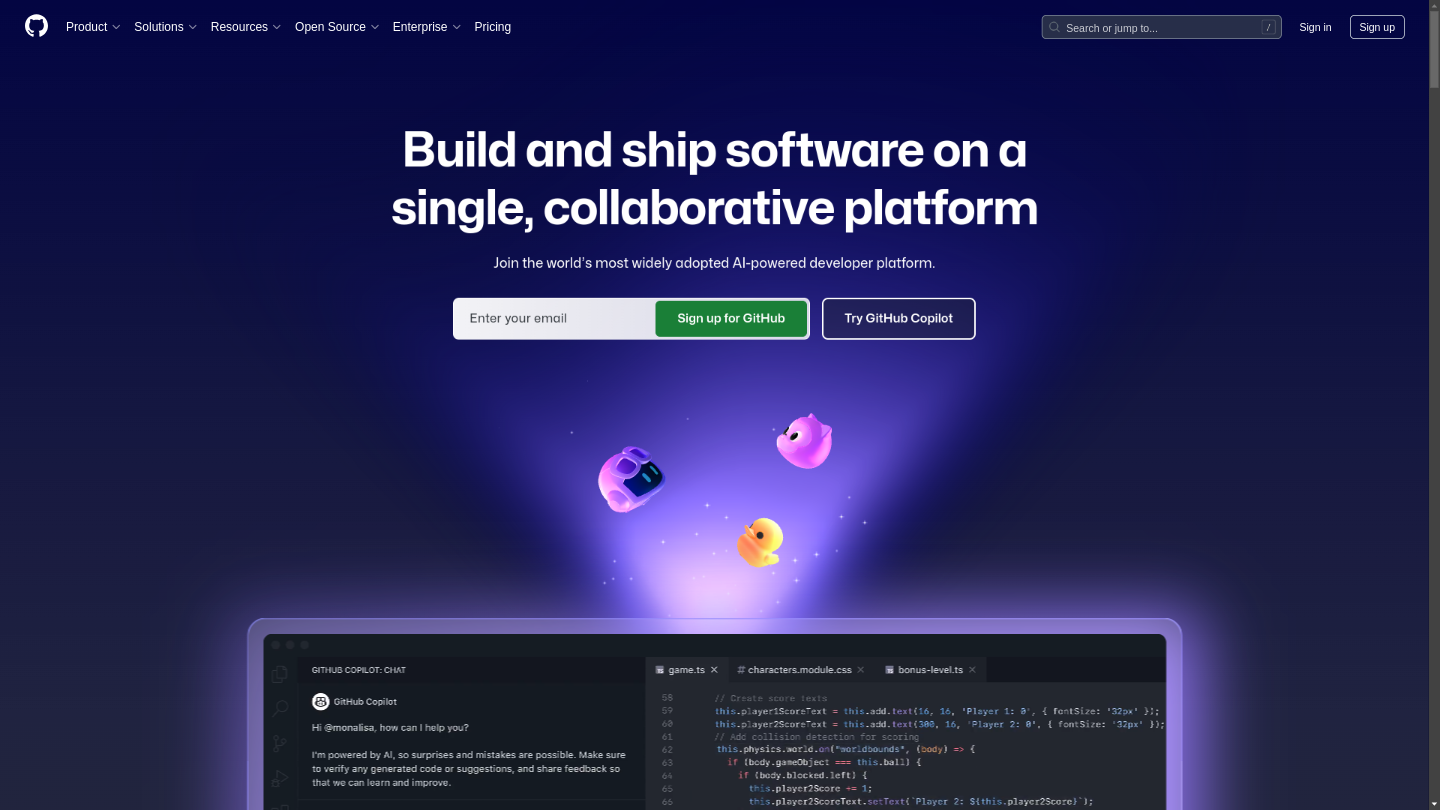 Product
Solutions
Resources
Open Source
Enterprise
Pricing
Search or jump to...
/
Sign in
Sign up
Build and ship software on a
single, collaborative platform
Join the world's most widely adopted AI-powered developer platform.
Enter your email
Sign up for GitHub
Try GitHub Copilot
GITHUB COPILOT: CHAT
GitHub Copilot
Hi @monalisa, how can I help you?
I'm powered by AI, so surprises and mistakes are possible. Make sure
to verify any generated code or suggestions, and share feedback so
that we can learn and improve.
game.ts
# characters.module.css
bonus-level.ts
58 // Create score texts
59 this.player1ScoreText = this.add.text(16, 16, 'Player 1: 0', { fontSize: '32px' });
60 this.player2ScoreText = this.add.text(300, 16, 'Player 2: 0', { fontSize: '32px' });
61 // Add collision detection for scoring
62 this.physics.world.on("worldbounds", (body) => {
63 if (body.gameObject === this.ball) {
64 if (body.blocked.left) {
65 this.player2Score += 1;
66 this.player2ScoreText.setText(`Player 2: ${this.player2Score}`);